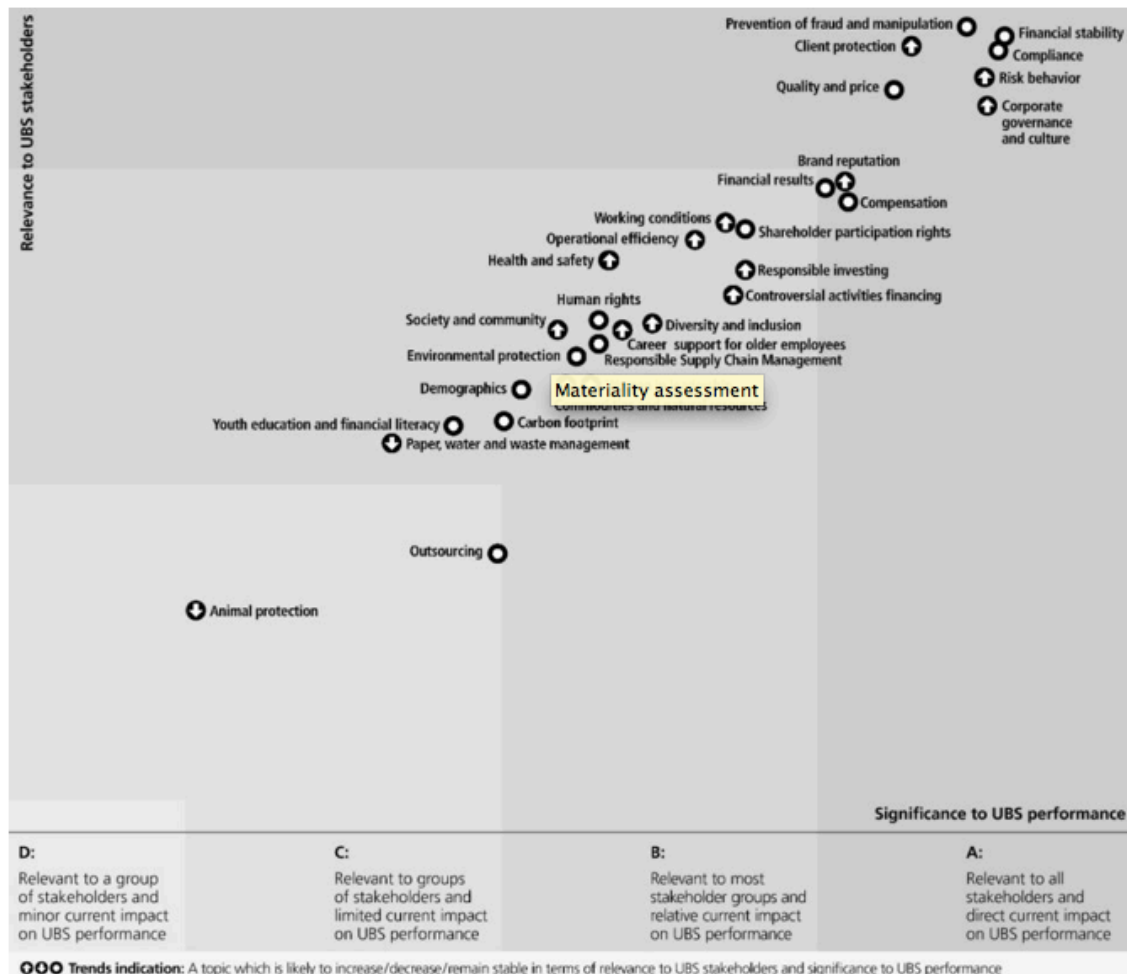 Relevance to UBS stakeholders
Prevention of fraud and manipulation
Financial stability
Client protection
Compliance
Risk behavior
Quality and price
Corporate
governance
and culture
Brand reputation
Financial results
Compensation
Working conditions
Shareholder participation rights
Operational efficiency
Health and safety
Responsible investing
Controversial activities financing
Human rights
Society and community
Diversity and inclusion
Career support for older employees
Environmental protection
Responsible Supply Chain Management
Demographics
Materiality assessment
Commodities and natural resources
Youth education and financial literacy
Carbon footprint
Paper, water and waste management
Outsourcing
Animal protection
Significance to UBS performance
D:
Relevant to a group
of stakeholders and
minor current impact
on UBS performance
C:
Relevant to groups
of stakeholders and
limited current impact
on UBS performance
B:
Relevant to most
stakeholder groups and
relative current impact
on UBS performance
A:
Relevant to all
stakeholders and
direct current impact
on UBS performance
Trends indication: A topic which is likely to increase/decrease/remain stable in terms of relevance to UBS stakeholders and significance to UBS performance